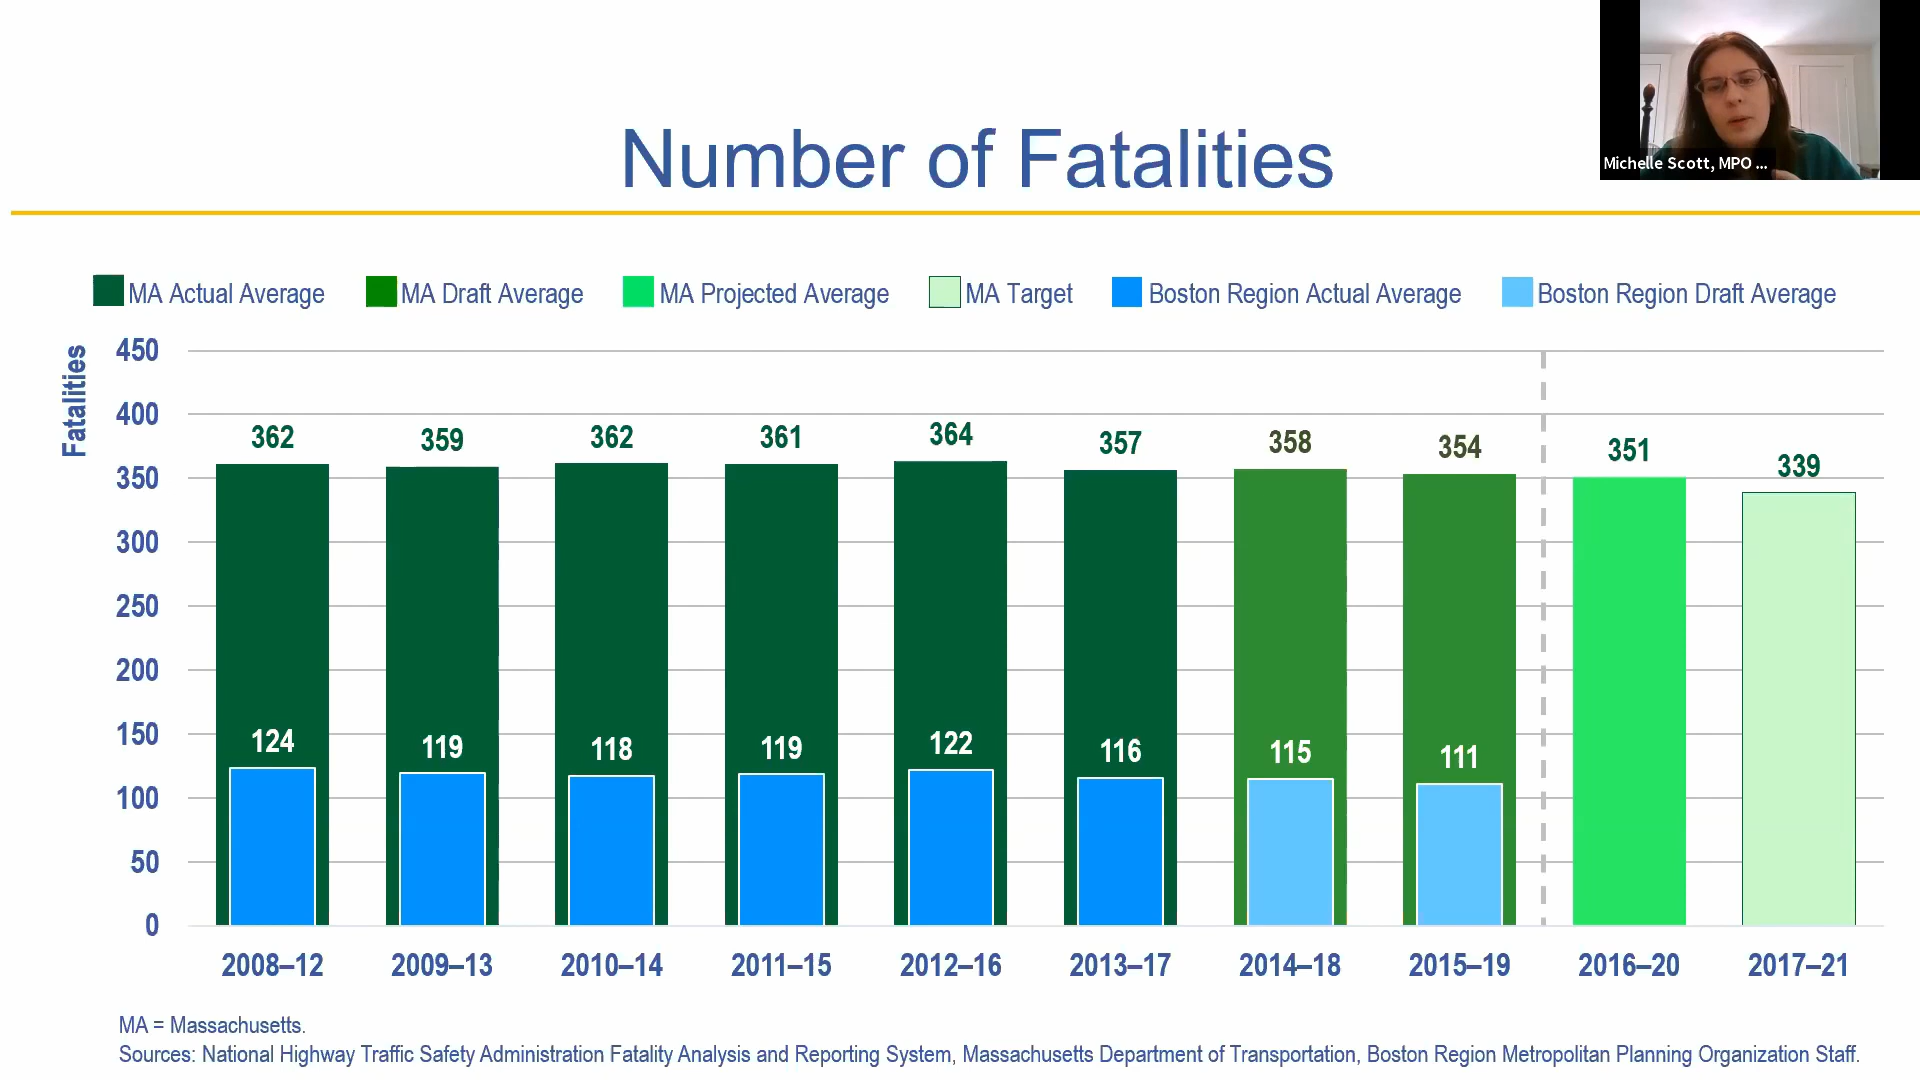 Michelle Scott, MPO ...
Number of Fatalities
MA Actual Average MA Draft Average MA Projected Average MA Target Boston Region Actual Average Boston Region Draft Average
Fatalities
450
400
350
300
250
200
150
100
50
0
362 359 362 361 364 357 358 354 351 339
124 119 118 119 122 116 115 111
2008–12 2009–13 2010–14 2011–15 2012–16 2013–17 2014–18 2015–19 2016–20 2017–21
MA = Massachusetts.
Sources: National Highway Traffic Safety Administration Fatality Analysis and Reporting System, Massachusetts Department of Transportation, Boston Region Metropolitan Planning Organization Staff.